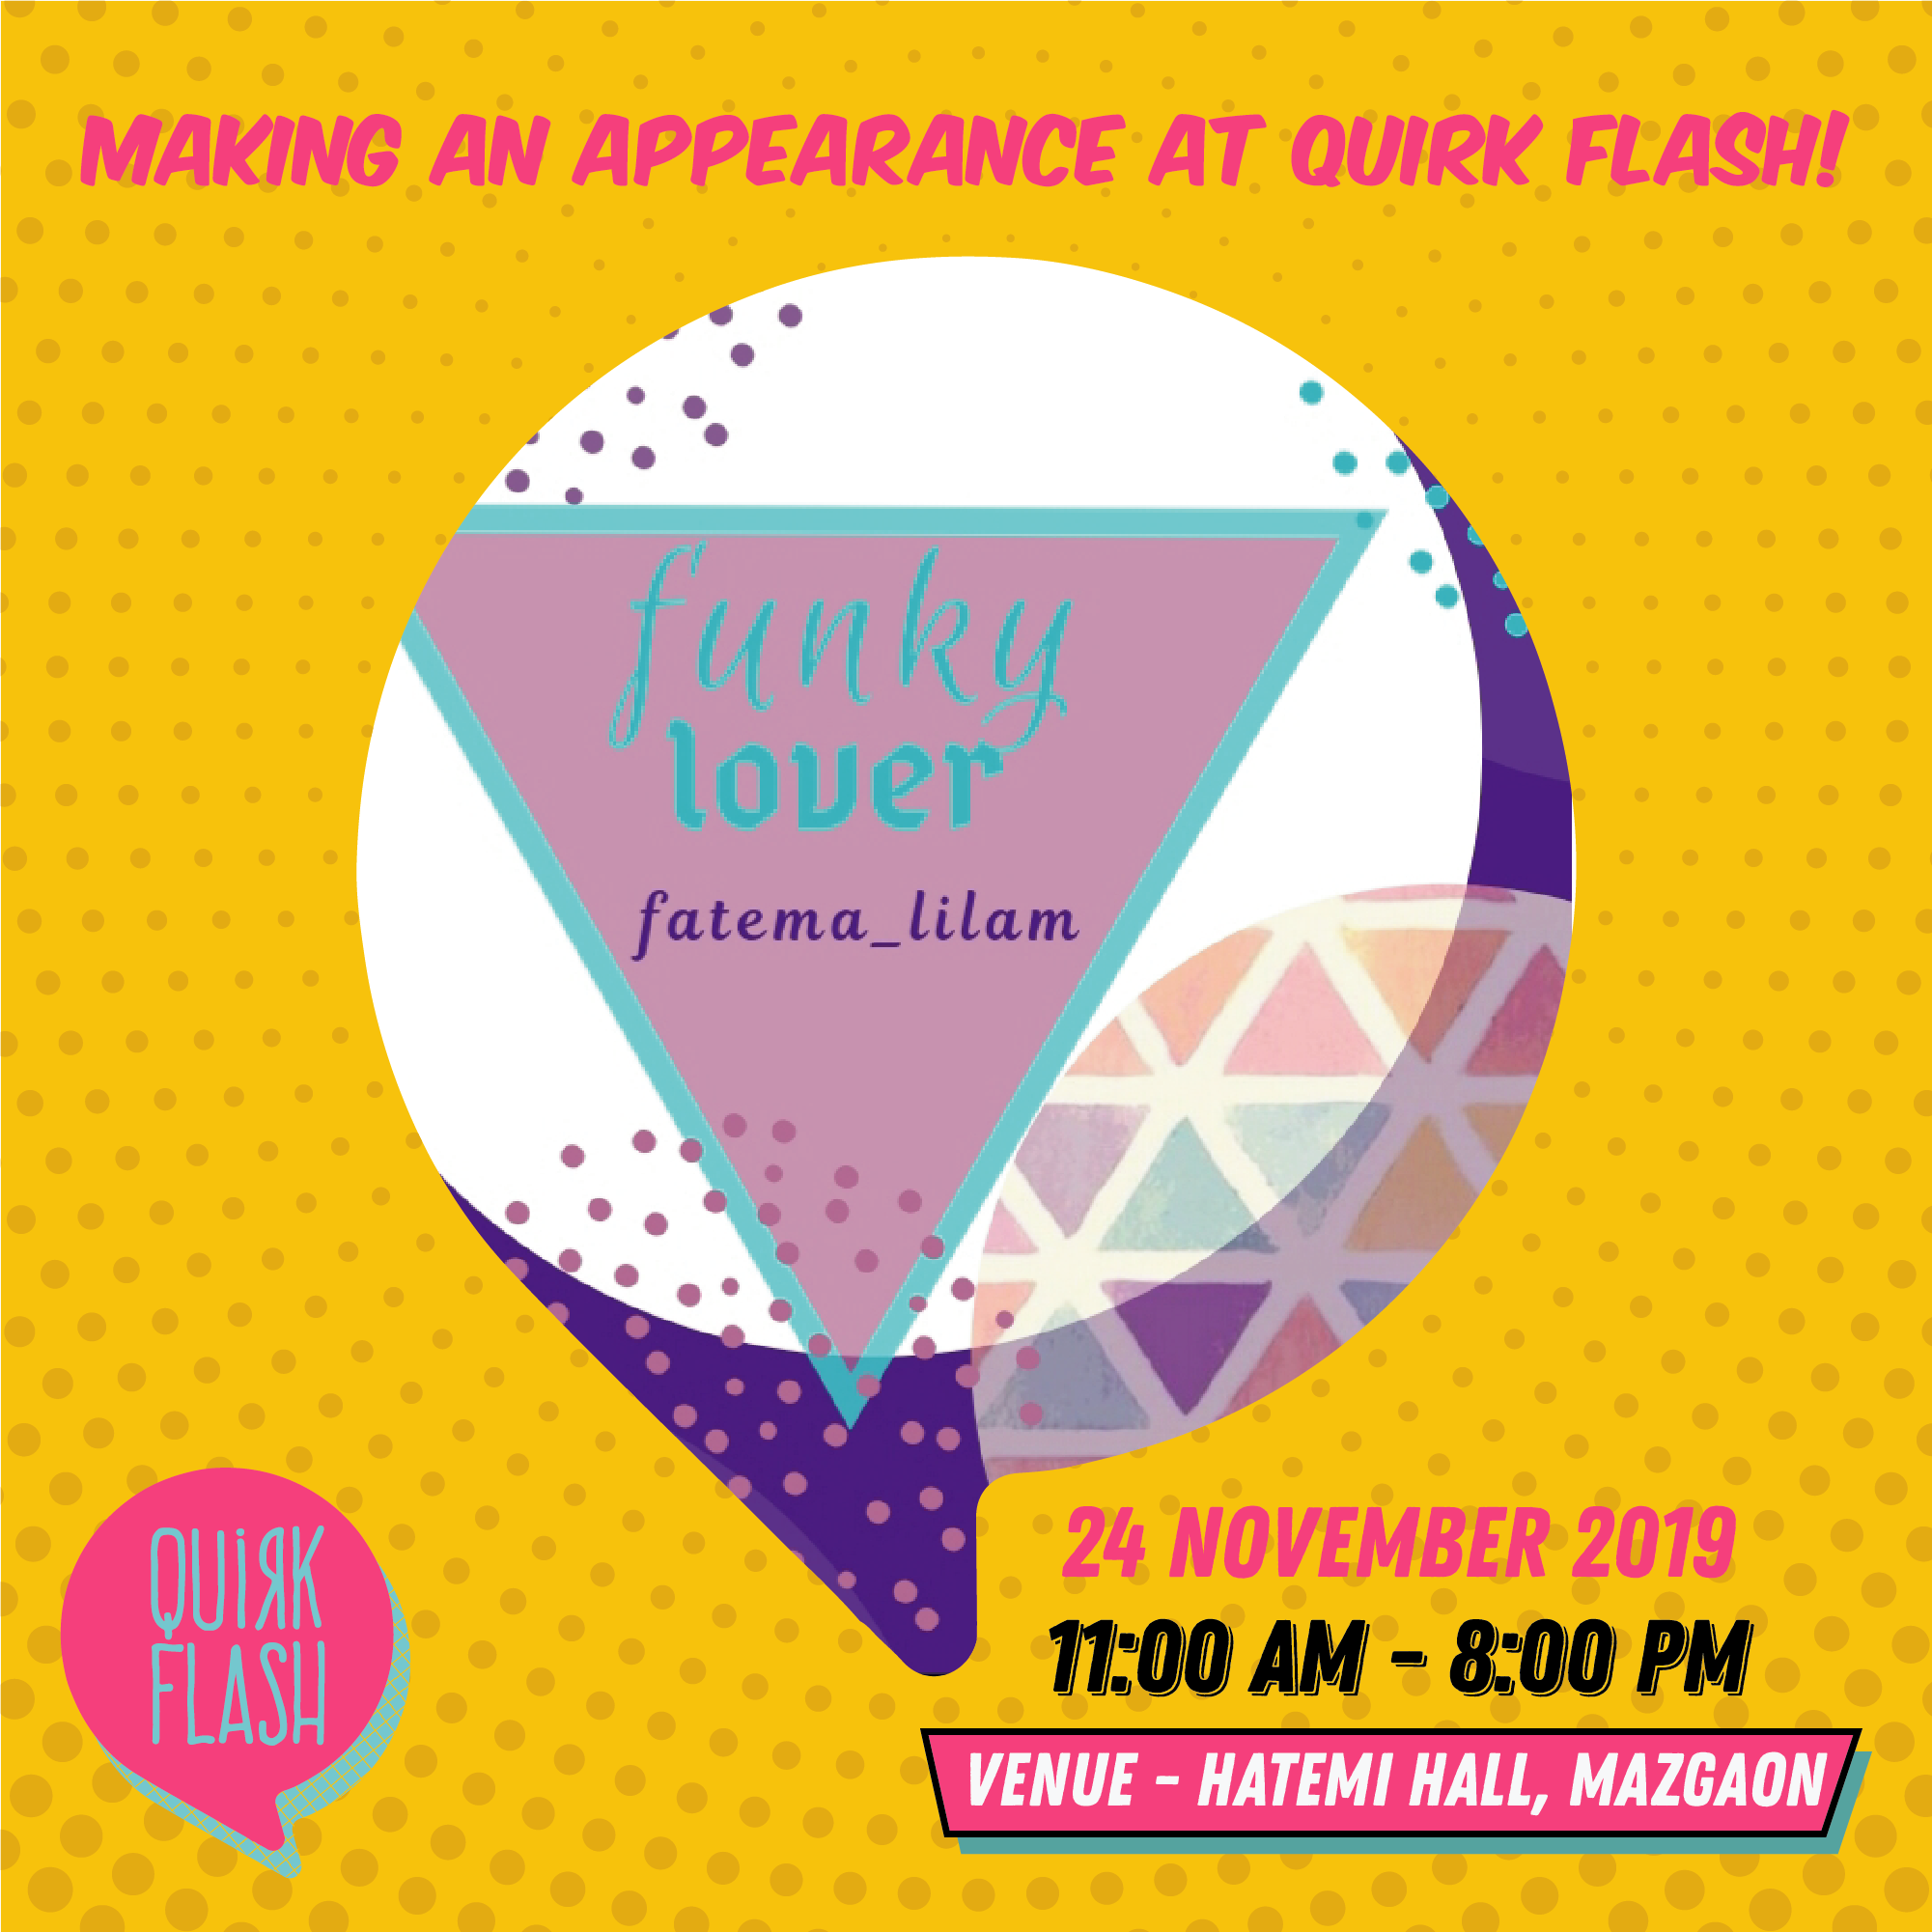 MAKING AN APPEARANCE AT QUIRK FLASH!
funky
lover
fatema_lilam
QUIRK
FLASH
24 NOVEMBER 2019
11:00 AM - 8:00 PM
VENUE - HATEMI HALL, MAZGAON